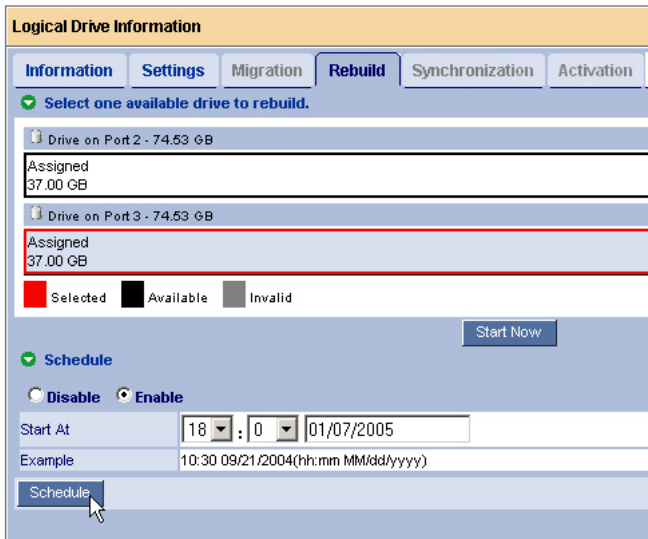 Logical Drive Information
Information Settings Migration Rebuild Synchronization Activation
Select one available drive to rebuild.
Drive on Port 2 - 74.53 GB
Assigned
37.00 GB
Drive on Port 3 - 74.53 GB
Assigned
37.00 GB
Selected Available Invalid
Start Now
Schedule
Disable Enable
Start At 18 : 0 01/07/2005
Example 10:30 09/21/2004(hh:mm MM/dd/yyyy)
Schedule